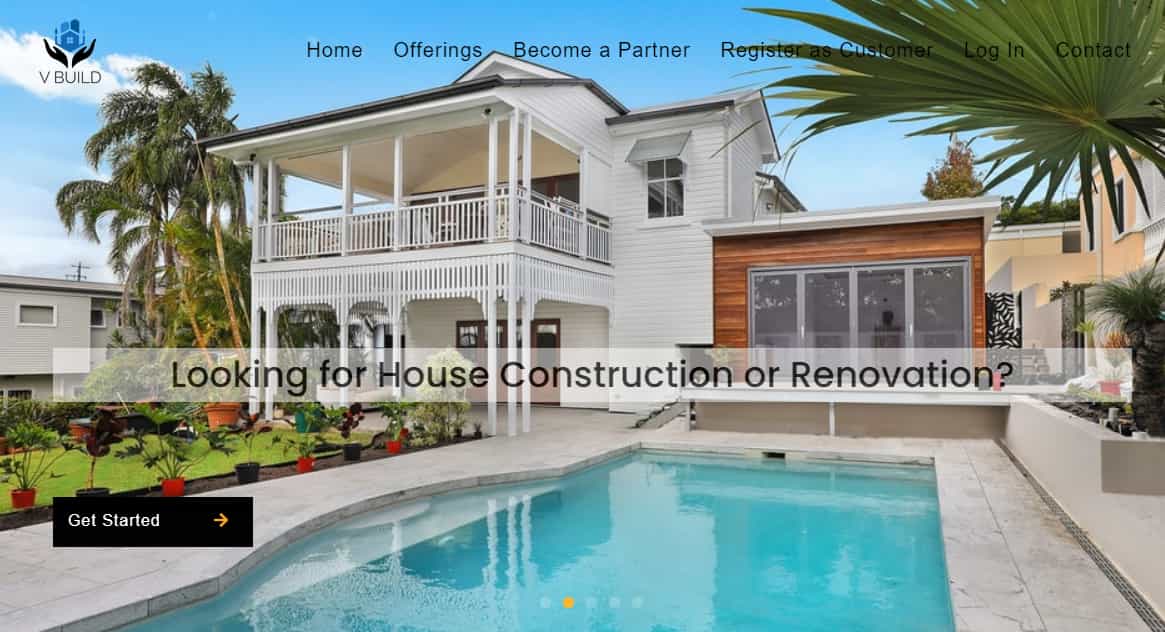 V BUILD
Home Offerings Become a Partner Register as Customer Log In Contact
Looking for House Construction or Renovation?
Get Started